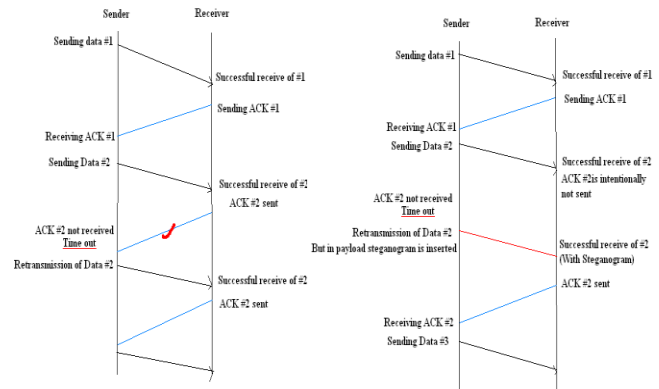 Sender
Receiver
Sending data #1
Successful receive of #1
Sending ACK #1
Receiving ACK #1
Sending Data #2
Successful receive of #2
ACK #2 sent
ACK #2 not received
Time out
Retransmission of Data #2
Successful receive of #2
ACK #2 sent
Sender
Receiver
Sending data #1
Successful receive of #1
Sending ACK #1
Receiving ACK #1
Sending Data #2
Successful receive of #2
ACK #2is intentionally
not sent
ACK #2 not received
Time out
Retransmission of Data #2
But in payload steganogram is inserted
Successful receive of #2
(With Steganogram)
ACK #2 sent
Receiving ACK #2
Sending Data #3